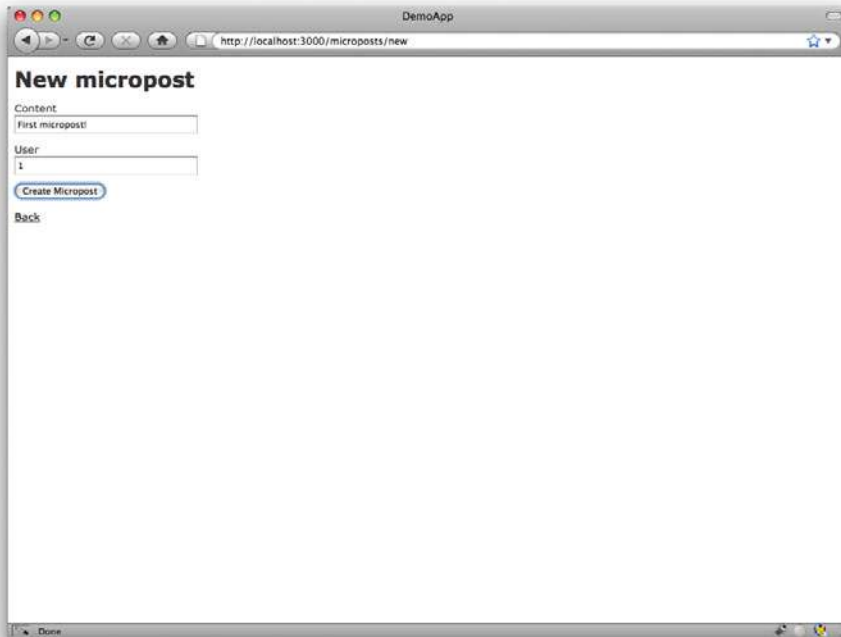 DemoApp
http://localhost:3000/microposts/new
New micropost
Content
First micropost!
User
1
Create Micropost
Back
Done